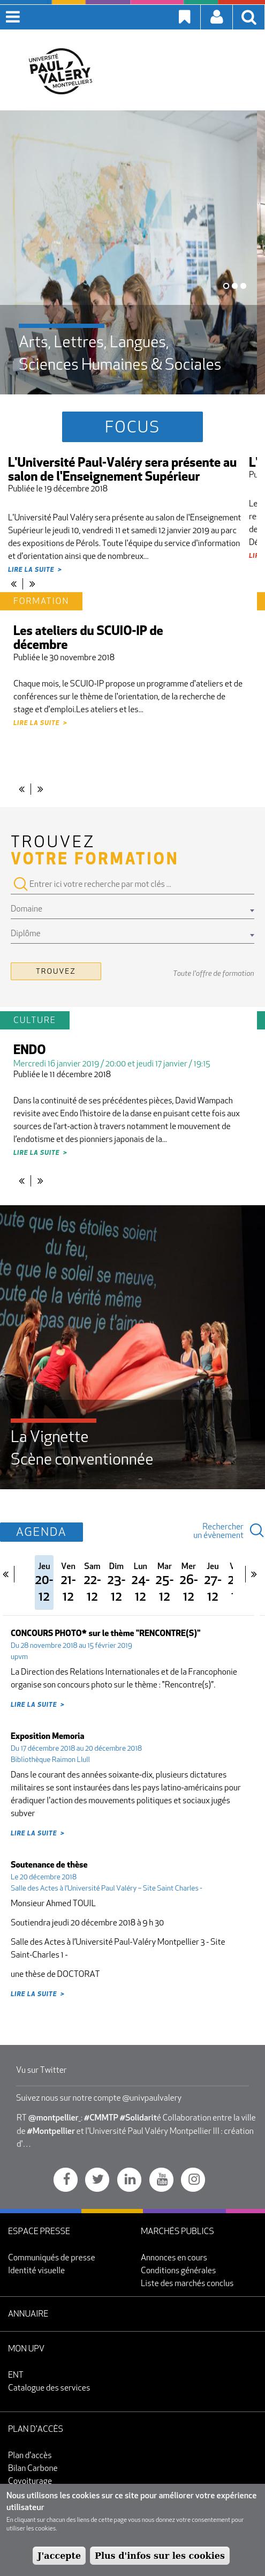 UNIVERSITÉ
PAUL
VALÉRY
MONTPELLIER 3
Arts, Lettres, Langues,
Sciences Humaines & Sociales
FOCUS
L'Université Paul-Valéry sera présente au
salon de l'Enseignement Supérieur
Publiée le 19 décembre 2018
L'Université Paul Valéry sera présente au salon de l'Enseignement
Supérieur le jeudi 10, vendredi 11 et samedi 12 janvier 2019 au parc
des expositions de Pérols. Toute l'équipe du service d'information
et d'orientation ainsi que de nombreux...
LIRE LA SUITE >
FORMATION
Les ateliers du SCUIO-IP de
décembre
Publiée le 30 novembre 2018
Chaque mois, le SCUIO-IP propose un programme d'ateliers et de
conférences sur le thème de l'orientation, de la recherche de
stage et d'emploi.Les ateliers et les...
LIRE LA SUITE >
TROUVEZ
VOTRE FORMATION
Entrer ici votre recherche par mot clés ...
Domaine
Diplôme
TROUVEZ
Toute l'offre de formation
CULTURE
ENDO
Mercredi 16 janvier 2019 / 20:00 et jeudi 17 janvier / 19:15
Publiée le 11 décembre 2018
Dans la continuité de ses précédentes pièces, David Wampach
revisite avec Endo l'histoire de la danse en puisant cette fois aux
sources de l'art-action à travers notamment le mouvement de
l'endotisme et des pionniers japonais de la...
LIRE LA SUITE >
que toutes les étoiles soient
effroi, de se mouvoir,
La Vignette
Scène conventionnée
AGENDA
Rechercher
un évènement
Jeu Ven Sam Dim Lun Mar Mer Jeu
20- 21- 22- 23- 24- 25- 26- 27-
12 12 12 12 12 12 12 12
CONCOURS PHOTO* sur le thème "RENCONTRE(S)"
Du 28 novembre 2018 au 15 février 2019
upvm
La Direction des Relations Internationales et de la Francophonie
organise son concours photo sur le thème : "Rencontre(s)".
LIRE LA SUITE >
Exposition Memoria
Du 17 décembre 2018 au 20 décembre 2018
Bibliothèque Raimon Llull
Dans le courant des années soixante-dix, plusieurs dictatures
militaires se sont instaurées dans les pays latino-américains pour
éradiquer l'action des mouvements politiques et sociaux jugés
subver
LIRE LA SUITE >
Soutenance de thèse
Le 20 décembre 2018
Salle des Actes à l'Université Paul Valéry – Site Saint Charles -
Monsieur Ahmed TOUIL
Soutiendra jeudi 20 décembre 2018 à 9 h 30
Salle des Actes à l'Université Paul-Valéry Montpellier 3 - Site
Saint-Charles 1 -
une thèse de DOCTORAT
LIRE LA SUITE >
Vu sur Twitter
Suivez nous sur notre compte @univpaulvalery
RT @montpellier_: #CMMTP #Solidarité Collaboration entre la ville
de #Montpellier et l'Université Paul Valéry Montpellier III : création
d'…
ESPACE PRESSE
Communiqués de presse
Identité visuelle
MARCHÉS PUBLICS
Annonces en cours
Conditions générales
Liste des marchés conclus
ANNUAIRE
MON UPV
ENT
Catalogue des services
PLAN D'ACCÈS
Plan d'accès
Bilan Carbone
Covoiturage
Nous utilisons les cookies sur ce site pour améliorer votre expérience
utilisateur
En cliquant sur chacun des liens de cette page vous nous donnez votre consentement pour
utiliser les cookies.
J'accepte
Plus d'infos sur les cookies